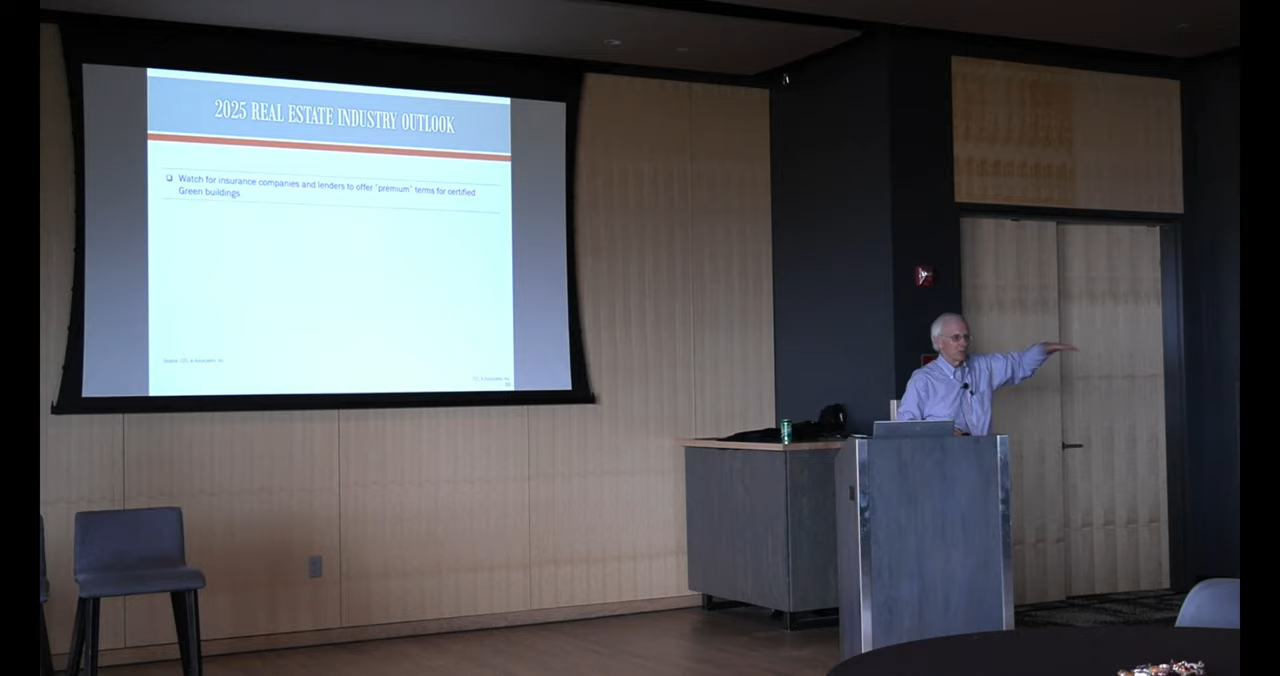 2025 REAL ESTATE INDUSTRY OUTLOOK
Watch for insurance companies and lenders to offer "premium" terms for certified
Green buildings.